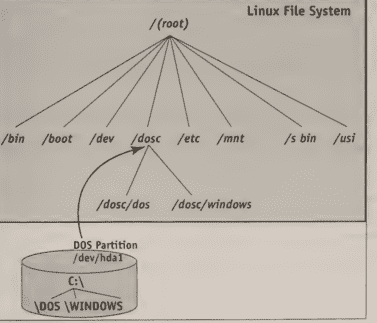 Linux File System
/(root)
/bin /boot /dev /dosc /etc /mnt /s bin /usi
/dosc/dos /dosc/windows
DOS Partition
/dev/hda1
C:\
\DOS \WINDOWS